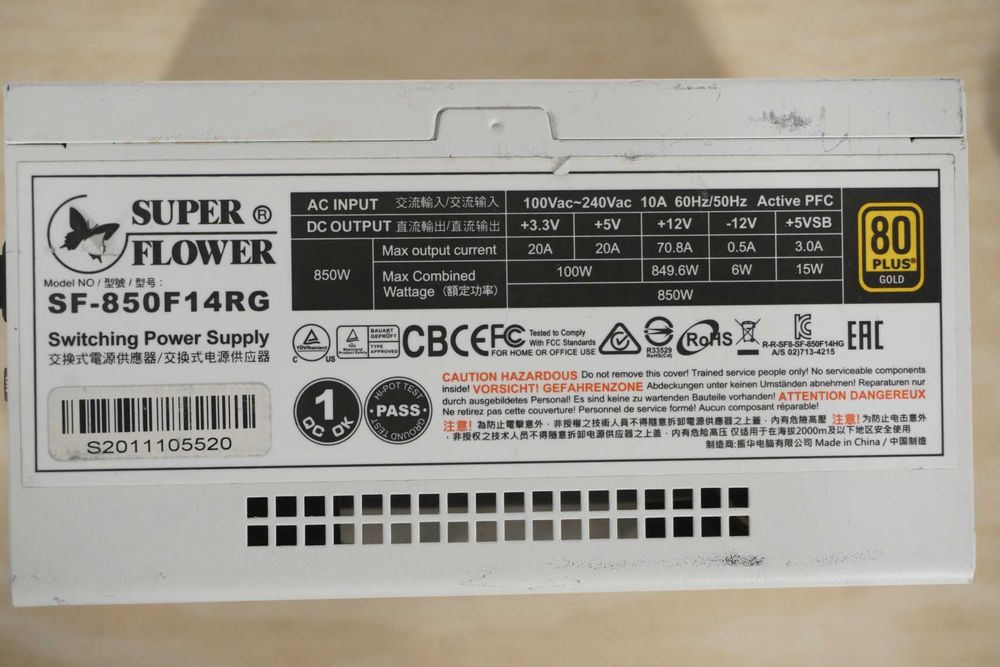 SUPER ®
FLOWER
Model NO / 型號 / 型号 :
SF-850F14RG
Switching Power Supply
交換式電源供應器/交换式电源供应器
S2011105520
AC INPUT 交流輸入/交流输入 100Vac~240Vac 10A 60Hz/50Hz Active PFC
DC OUTPUT 直流輸出/直流输出 +3.3V +5V +12V -12V +5VSB
850W Max output current 20A 20A 70.8A 0.5A 3.0A
Max Combined Wattage (額定功率) 100W 849.6W 6W 15W
850W
80
PLUS®
GOLD
TÜVRheinland
C US
BAUART
GEPRÜFT
TYPE
APPROVED
CB CE FC
Tested to Comply
With FCC Standards
FOR HOME OR OFFICE USE
R33529
RoHS
RoHS
R-R-SF8-SF-850F14HG
A/S 02)713-4215
EAC
1
QC OK
HI-POT TEST
PASS
GROUND TEST
CAUTION HAZARDOUS Do not remove this cover! Trained service people only! No serviceable components
inside! VORSICHT! GEFAHRENZONE Abdeckungen unter keinen Umständen abnehmen! Reparaturen nur
durch ausgebildetes Personal! Es sind keine zu wartenden Bauteile vorhanden! ATTENTION DANGEREUX
Ne retirez pas cette couverture! Personnel de service formé! Aucun composant réparable!
注意! 為防止電擊意外，非授權之技術人員不得隨意拆卸電源供應器之上蓋，內有危險高壓 注意! 为防止电击意外
，非授权之技术人员不得随意拆卸电源供应器之上盖，内有危险高压 仅适用于在海拔2000m及以下地区安全使用
制造商:振华电脑有限公司 Made in China / 中国制造